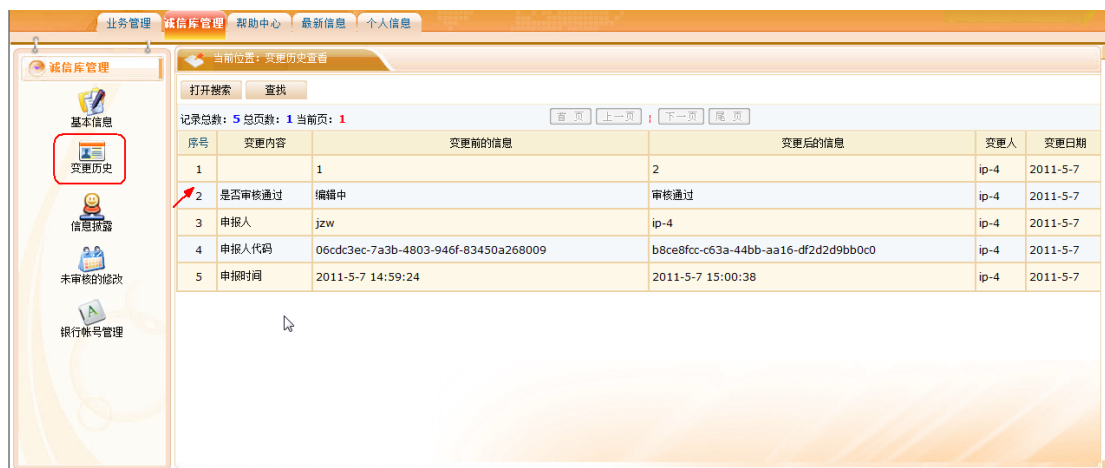 业务管理 诚信库管理 帮助中心 最新信息 个人信息
诚信库管理
基本信息
变更历史
信息披露
未审核的修改
银行帐号管理
当前位置：变更历史查看
打开搜索 查找
记录总数：5 总页数：1 当前页：1 首 页 上一页 下一页 尾 页
序号 变更内容 变更前的信息 变更后的信息 变更人 变更日期
1 1 2 ip-4 2011-5-7
2 是否审核通过 编辑中 审核通过 ip-4 2011-5-7
3 申报人 jzw ip-4 ip-4 2011-5-7
4 申报人代码 06cdc3ec-7a3b-4803-946f-83450a268009 b8ce8fcc-c63a-44bb-aa16-df2d2d9bb0c0 ip-4 2011-5-7
5 申报时间 2011-5-7 14:59:24 2011-5-7 15:00:38 ip-4 2011-5-7